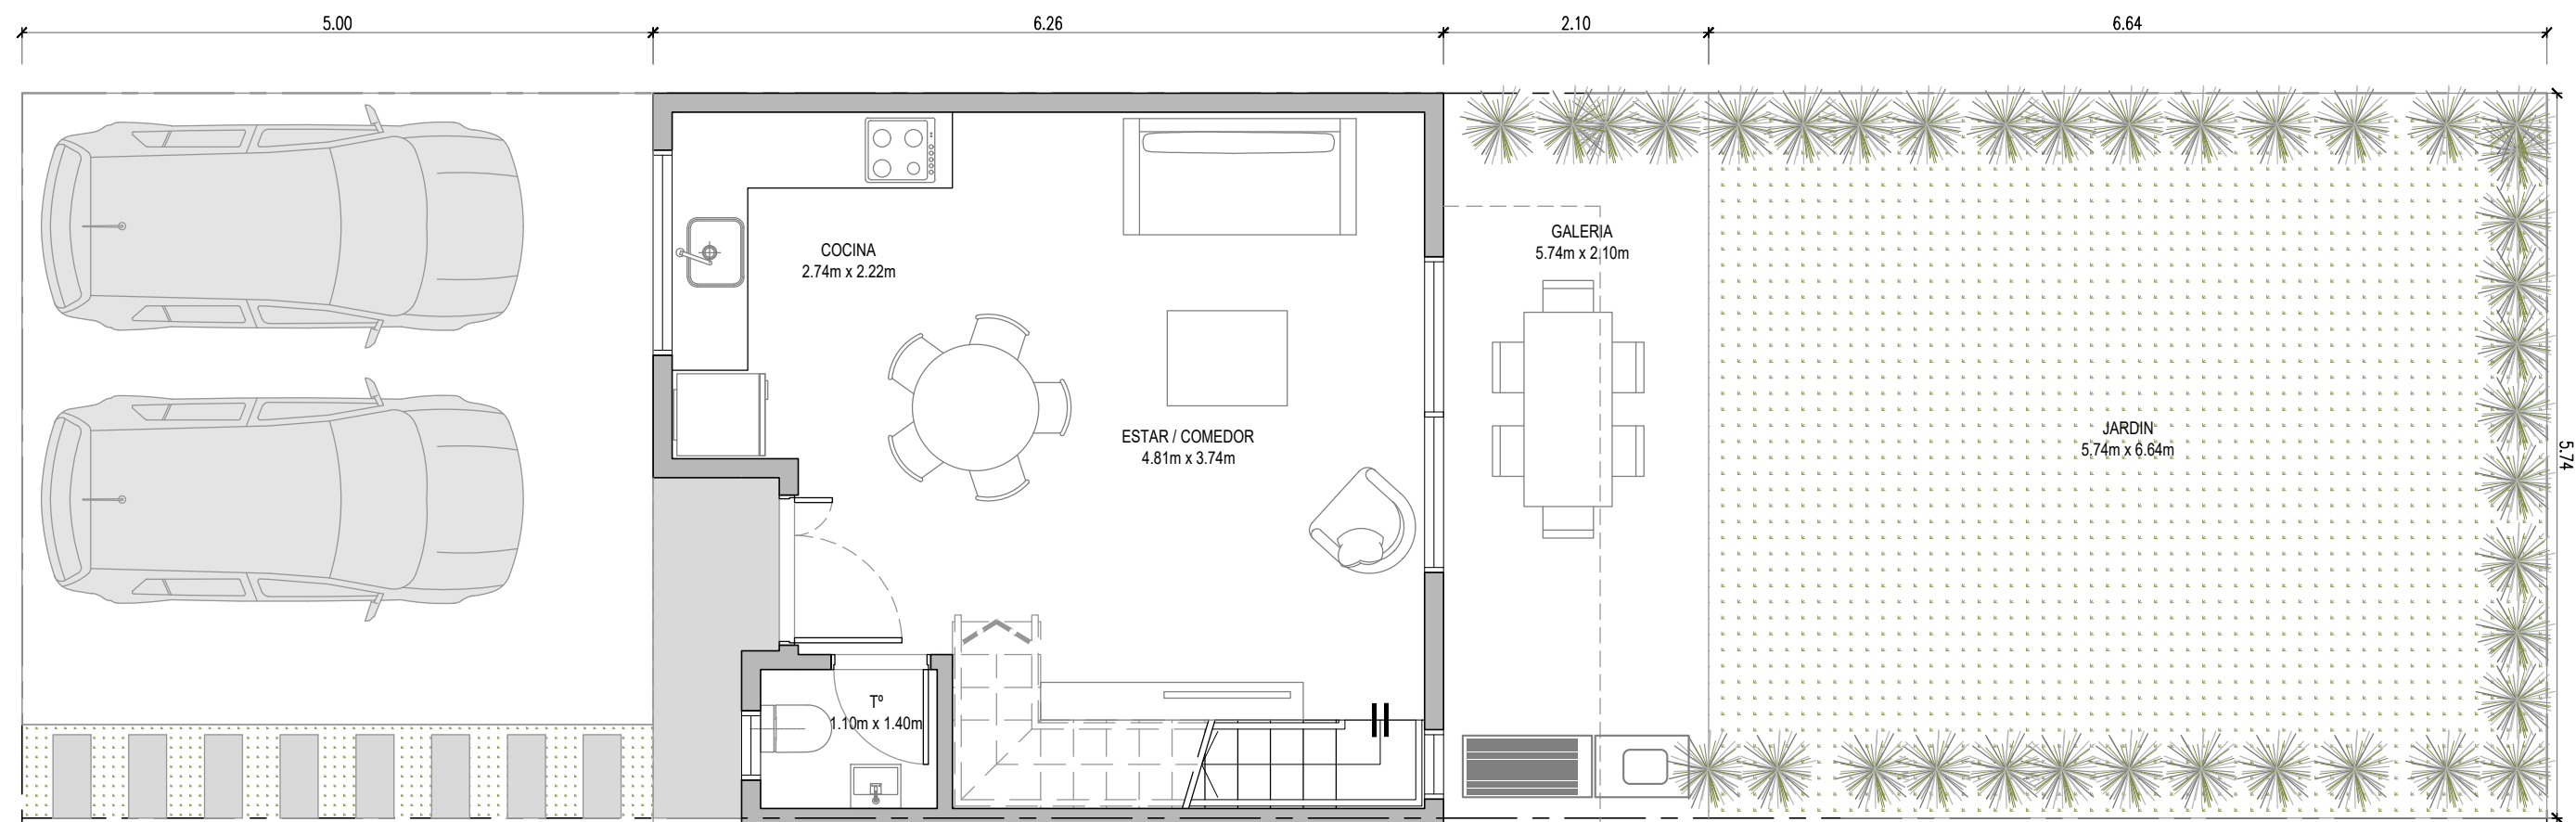 5.00
6.26
2.10
6.64
COCINA
2.74m x 2.22m
GALERIA
5.74m x 2.10m
ESTAR / COMEDOR
4.81m x 3.74m
JARDIN
5.74m x 6.64m
5.74
Tº
1.10m x 1.40m